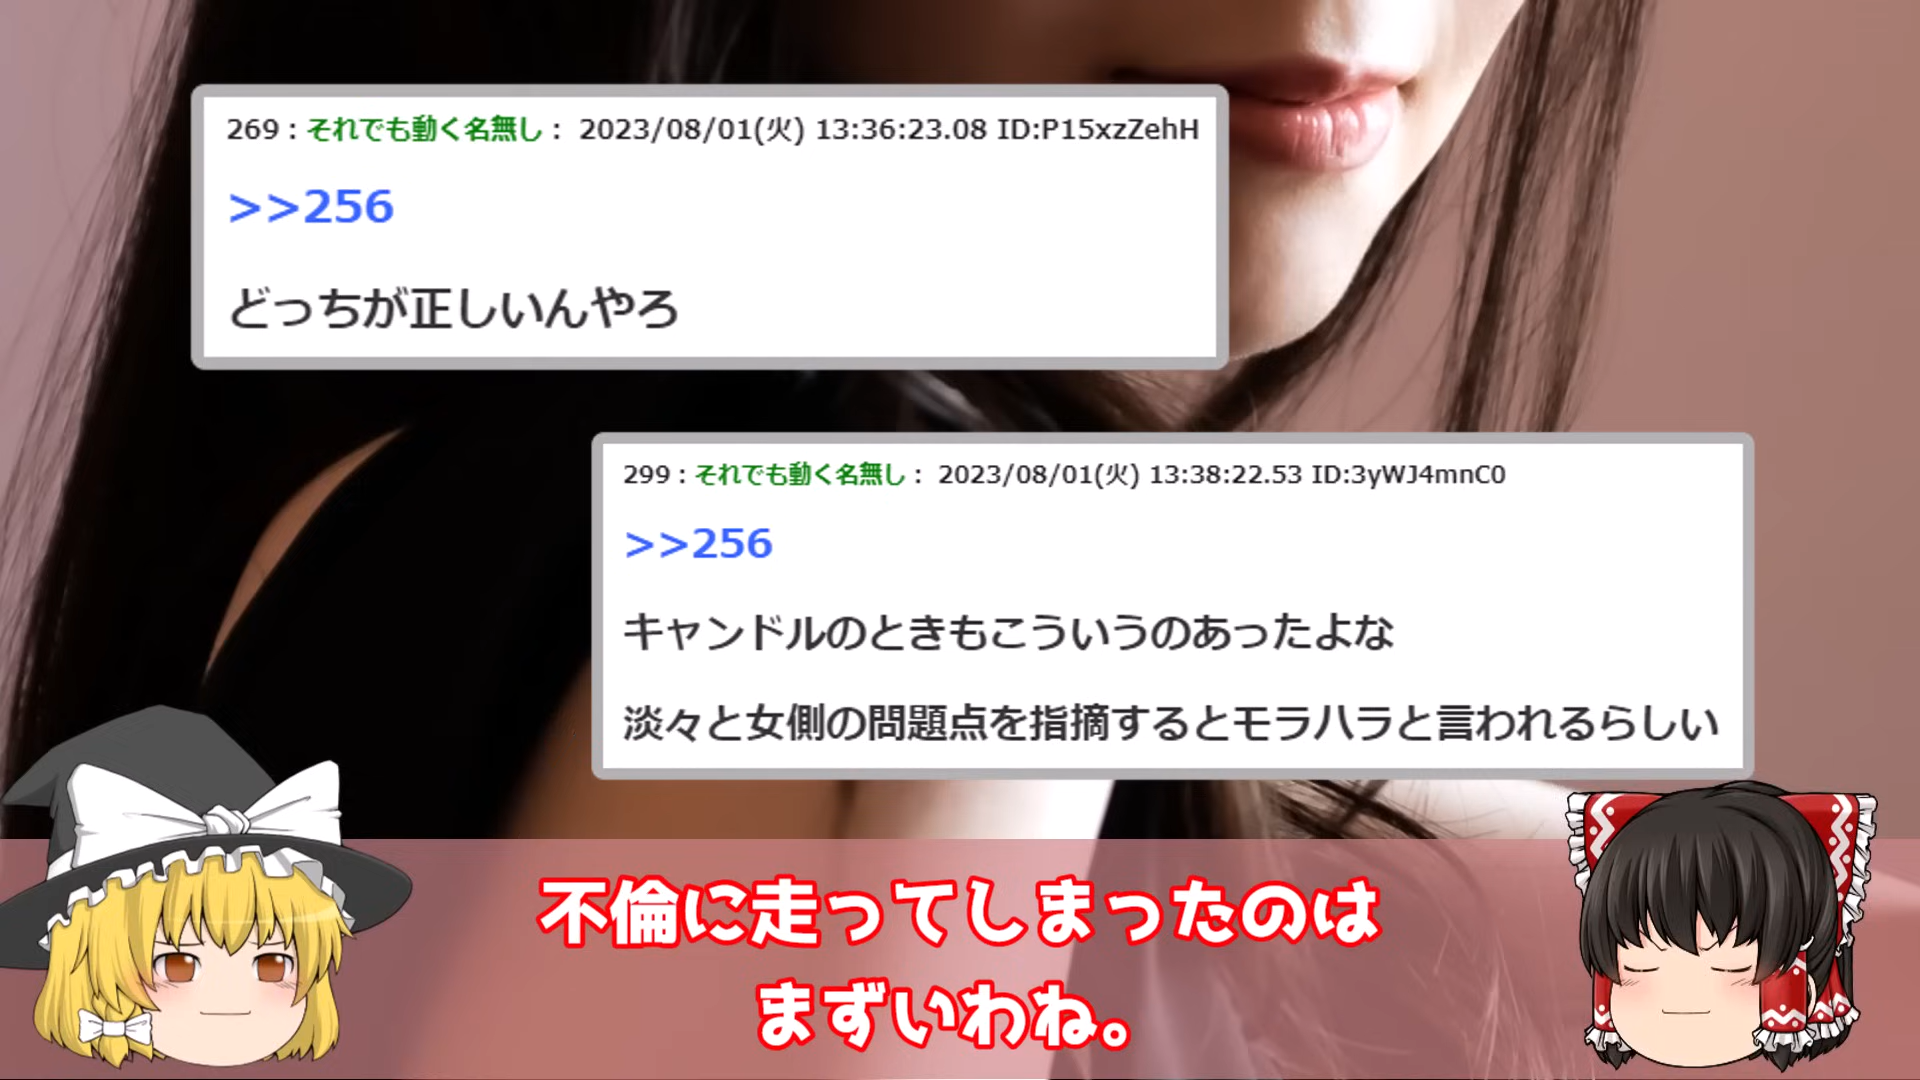 269：それでも動く名無し： 2023/08/01(火) 13:36:23.08 ID:P15xzZehH
>>256
どっちが正しいんやろ
299：それでも動く名無し： 2023/08/01(火) 13:38:22.53 ID:3yWJ4mnC0
>>256
キャンドルのときもこういうのあったよな
淡々と女側の問題点を指摘するとモラハラと言われるらしい
不倫に走ってしまったのは
まずいわね。